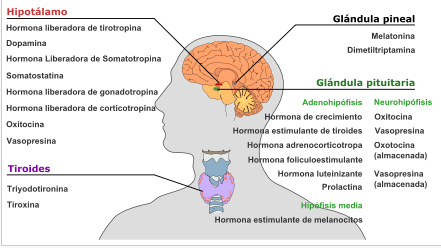 Hipotálamo
Hormona liberadora de tirotropina
Dopamina
Hormona Liberadora de Somatotropina
Somatostatina
Hormona liberadora de gonadotropina
Hormona liberadora de corticotropina
Oxitocina
Vasopresina
Tiroides
Triyodotironina
Tiroxina
Glándula pineal
Melatonina
Dimetiltriptamina
Glándula pituitaria
Adenohipófisis
Hormona de crecimiento
Hormona estimulante de tiroides
Hormona adrenocorticotropa
Hormona foliculoestimulante
Hormona luteinizante
Prolactina
Hipófisis media
Hormona estimulante de melanocitos
Neurohipófisis
Oxitocina
Vasopresina
Oxotocina
(almacenada)
Vasopresina
(almacenada)